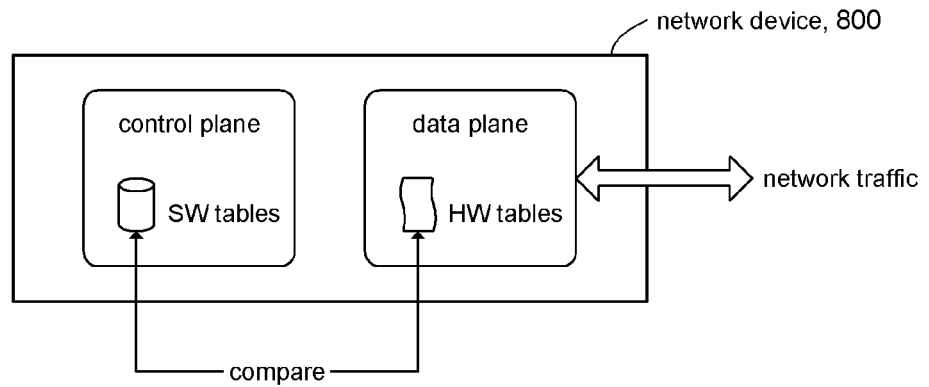 network device, 800
control plane
data plane
SW tables
HW tables
network traffic
compare